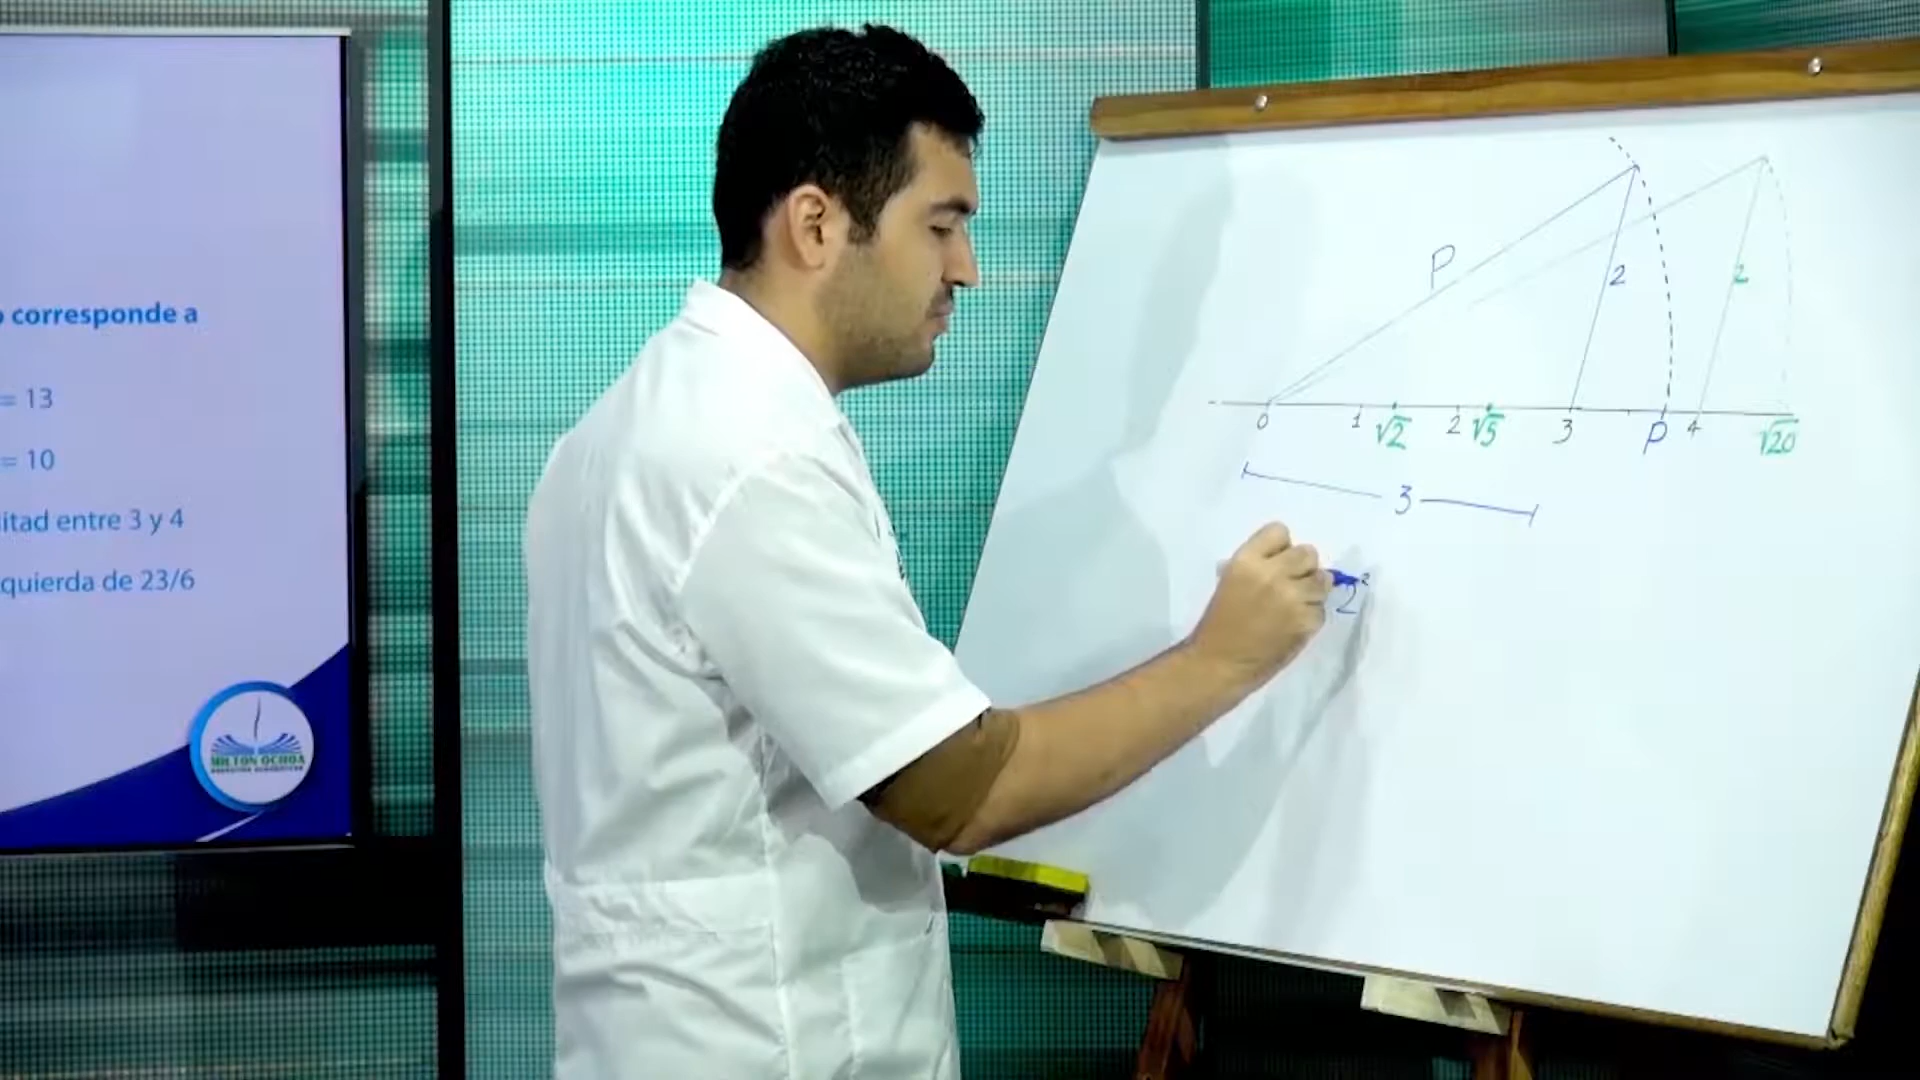 corresponde a
= 13
= 10
itad entre 3 y 4
quierda de 23/6
MILTON OCHOA
P
2
2
0 1 √2 2 √5 3 P 4 √20
3
2²